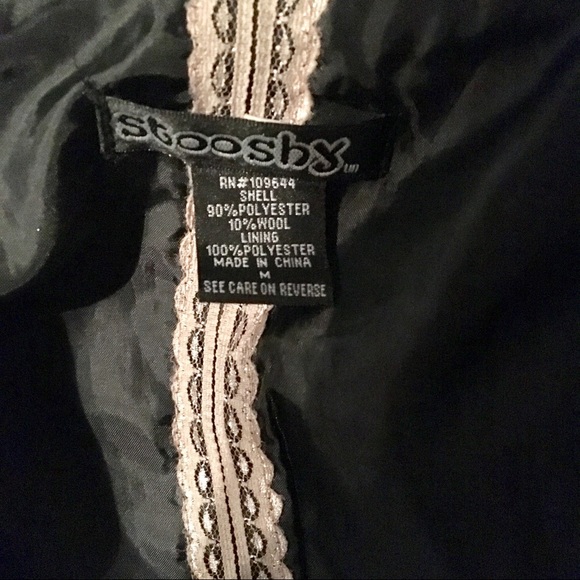 stooshy
RN#109644
SHELL
90%POLYESTER
10%WOOL
LINING
100%POLYESTER
MADE IN CHINA
M
SEE CARE ON REVERSE